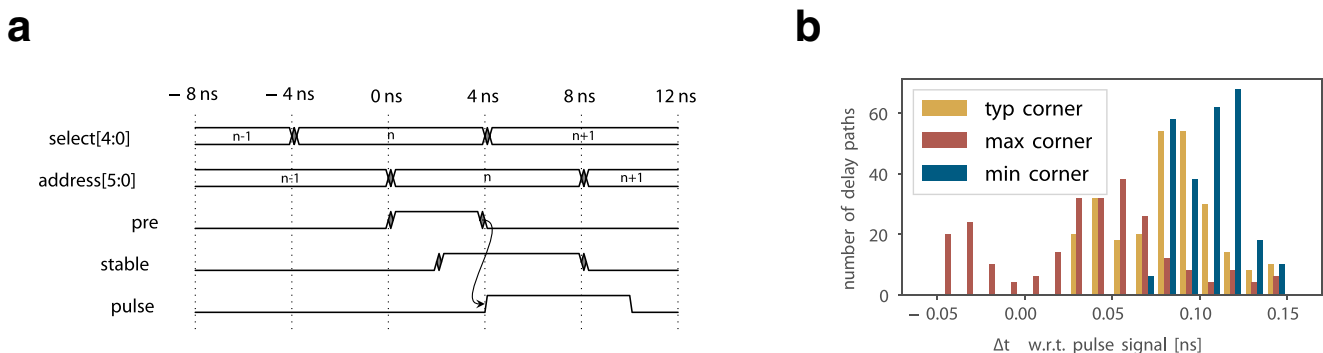 a
− 8 ns − 4 ns 0 ns 4 ns 8 ns 12 ns
select[4:0] n-1 n n+1
address[5:0] n-1 n n+1
pre
stable
pulse
b
number of delay paths
60
40
20
0
typ corner
max corner
min corner
− 0.05 0.00 0.05 0.10 0.15
Δt w.r.t. pulse signal [ns]